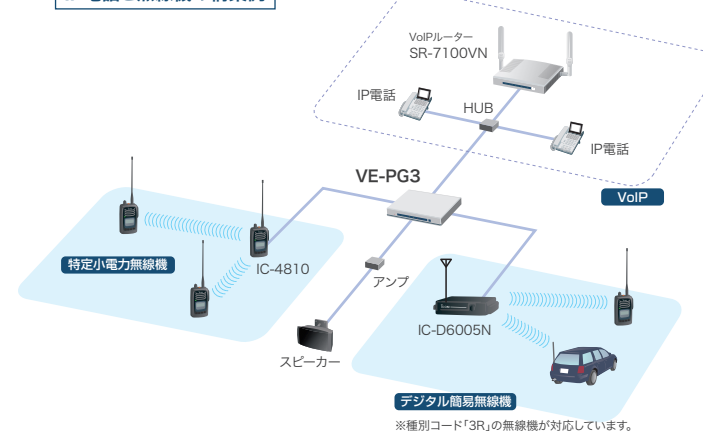 VoIPルーター
SR-7100VN
IP電話
HUB
IP電話
VE-PG3
VoIP
特定小電力無線機
IC-4810
アンプ
IC-D6005N
スピーカー
デジタル簡易無線機
※種別コード「3R」の無線機が対応しています。